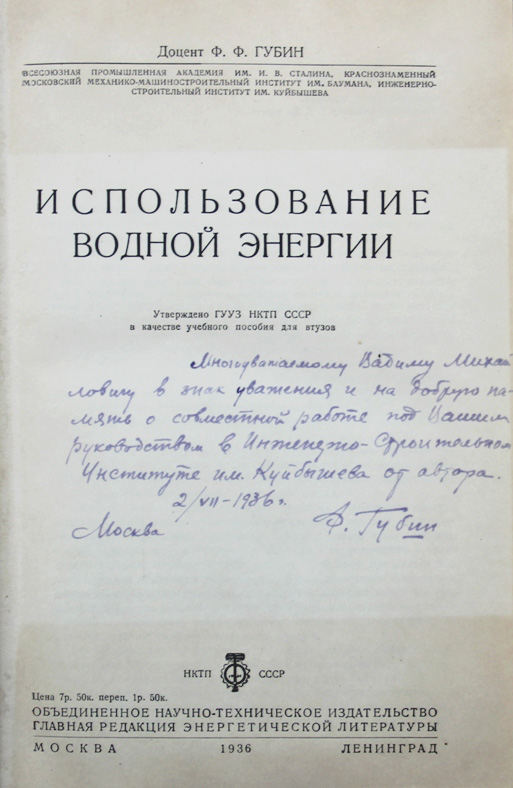 Доцент Ф. Ф. ГУБИН
ВСЕСОЮЗНАЯ ПРОМЫШЛЕННАЯ АКАДЕМИЯ ИМ. И. В. СТАЛИНА, КРАСНОЗНАМЕННЫЙ
МОСКОВСКИЙ МЕХАНИКО-МАШИНОСТРОИТЕЛЬНЫЙ ИНСТИТУТ ИМ. БАУМАНА, ИНЖЕНЕРНО-
СТРОИТЕЛЬНЫЙ ИНСТИТУТ ИМ. КУЙБЫШЕВА
ИСПОЛЬЗОВАНИЕ
ВОДНОЙ ЭНЕРГИИ
Утверждено ГУУЗ НКТП СССР
в качестве учебного пособия для втузов
Многоуважаемому Вадиму Михай
ловичу в знак уважения и на добрую па-
мять о совместной работе под Вашим
руководством в Инженерно-Строительном
Институте им. Куйбышева от автора.
2/VII-1936г.
Москва Ф. Губин
НКТП СССР
Цена 7р. 50к. переп. 1р. 50к.
ОБЪЕДИНЕННОЕ НАУЧНО-ТЕХНИЧЕСКОЕ ИЗДАТЕЛЬСТВО
ГЛАВНАЯ РЕДАКЦИЯ ЭНЕРГЕТИЧЕСКОЙ ЛИТЕРАТУРЫ
МОСКВА 1936 ЛЕНИНГРАД